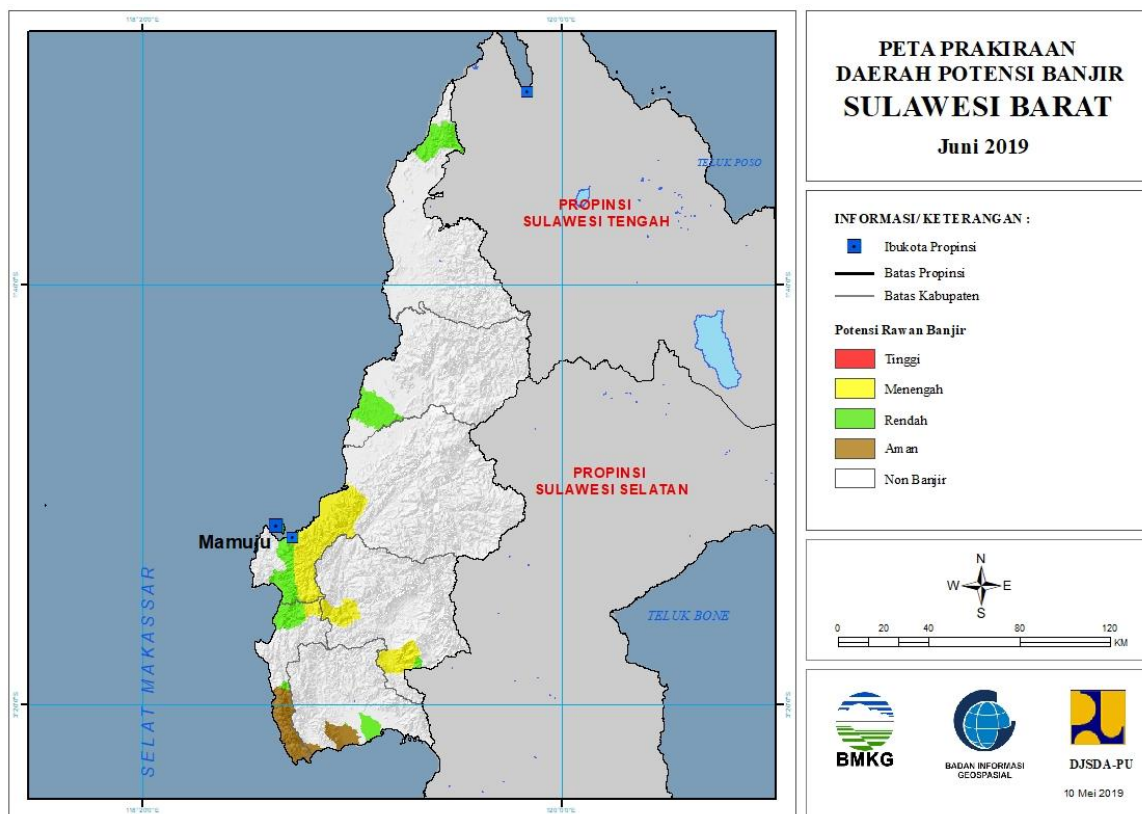 PETA PRAKIRAAN
DAERAH POTENSI BANJIR
SULAWESI BARAT
Juni 2019
INFORMASI/KETERANGAN :
Ibukota Propinsi
Batas Propinsi
Batas Kabupaten
Potensi Rawan Banjir
Tinggi
Menengah
Rendah
Aman
Non Banjir
N
W E
S
0 20 40 80 120
KM
BMKG
BADAN INFORMASI
GEOSPASIAL
DJSDA-PU
10 Mei 2019
TELUK POSO
PROPINSI
SULAWESI TENGAH
PROPINSI
SULAWESI SELATAN
Mamuju
TELUK BONE
SELAT MAKASSAR